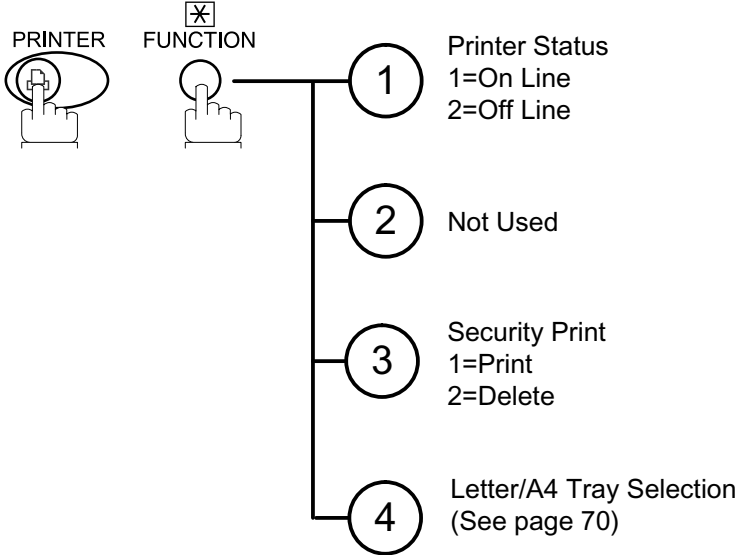 PRINTER
FUNCTION
1
Printer Status
1=On Line
2=Off Line
2
Not Used
3
Security Print
1=Print
2=Delete
4
Letter/A4 Tray Selection
(See page 70)